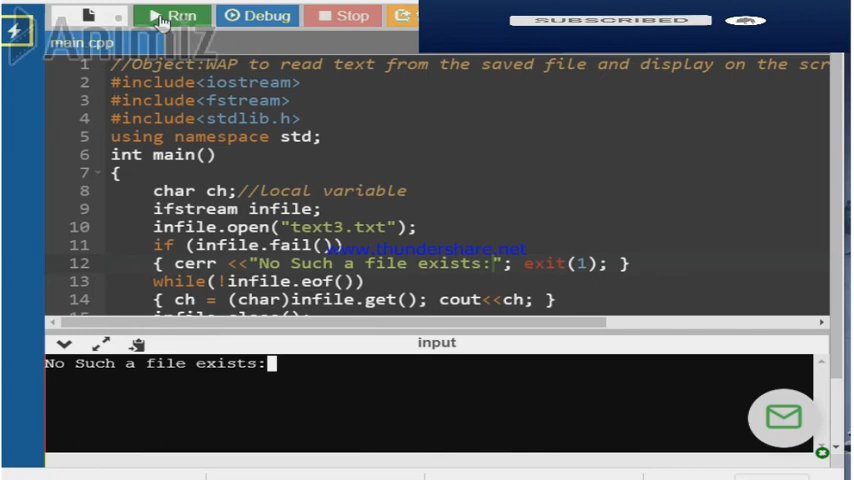 Run
Debug
Stop
SUBSCRIBED
Animiz
main.cpp
1 //Object:WAP to read text from the saved file and display on the scr
2 #include<iostream>
3 #include<fstream>
4 #include<stdlib.h>
5 using namespace std;
6 int main()
7 {
8 char ch;//local variable
9 ifstream infile;
10 infile.open("text3.txt");
11 if (infile.fail())
www.thundershare.net
12 { cerr <<"No Such a file exists:"; exit(1); }
13 while(!infile.eof())
14 { ch = (char)infile.get(); cout<<ch; }
15 infile.close();
input
No Such a file exists: